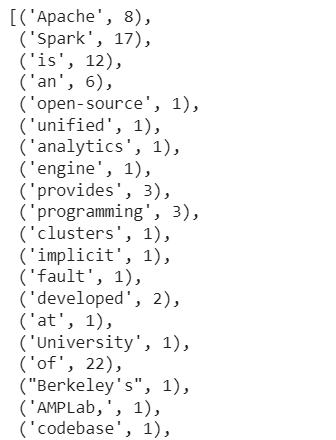 [('Apache', 8),
('Spark', 17),
('is', 12),
('an', 6),
('open-source', 1),
('unified', 1),
('analytics', 1),
('engine', 1),
('provides', 3),
('programming', 3),
('clusters', 1),
('implicit', 1),
('fault', 1),
('developed', 2),
('at', 1),
('University', 1),
('of', 22),
("Berkeley's", 1),
('AMPLab,', 1),
('codebase', 1),